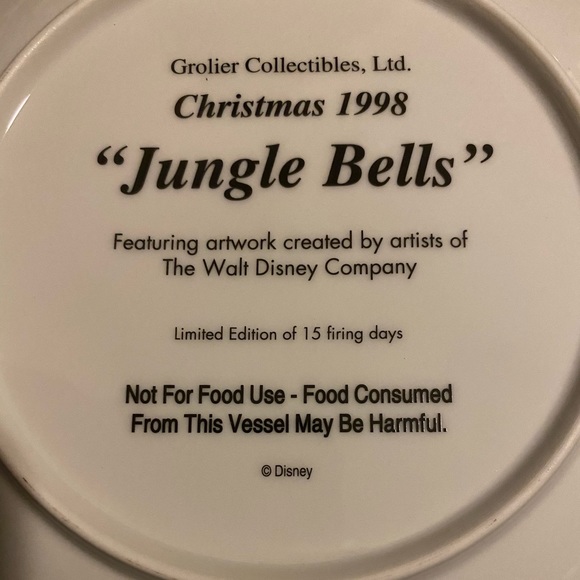 Grolier Collectibles, Ltd.
Christmas 1998
“Jungle Bells”
Featuring artwork created by artists of
The Walt Disney Company
Limited Edition of 15 firing days
Not For Food Use - Food Consumed
From This Vessel May Be Harmful.
© Disney